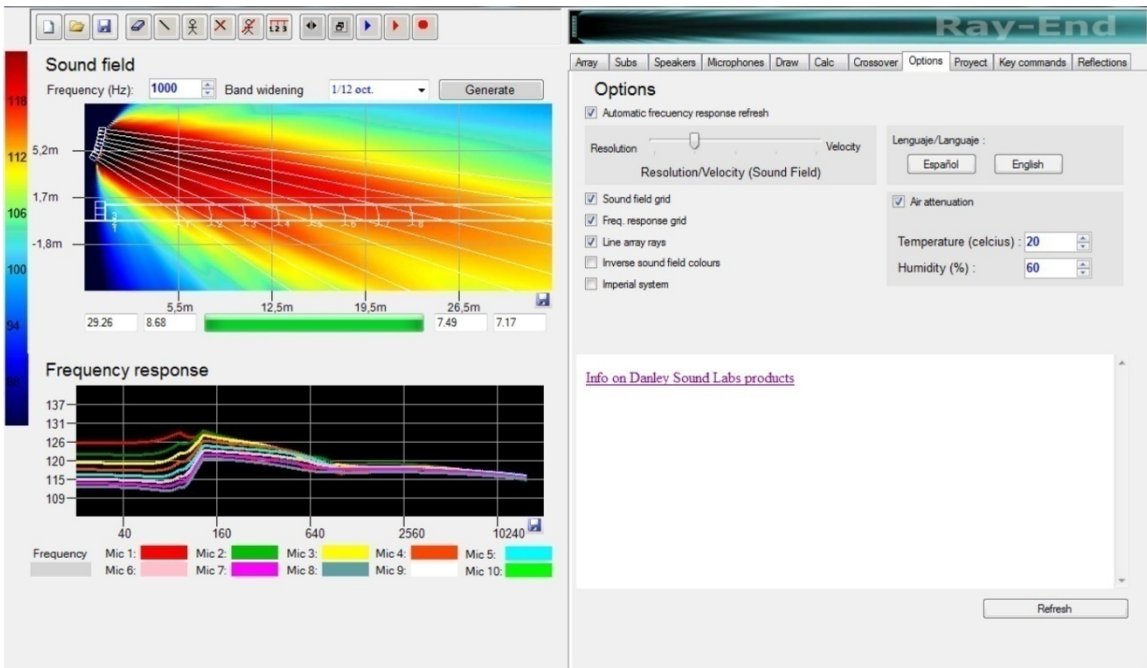 Ray-End
Array Subs Speakers Microphones Draw Calc Crossover Options Proyect Key commands Reflections
Sound field
Frequency (Hz): 1000 Band widening 1/12 oct. Generate
118
112
106
100
94
5,2m
1,7m
-1,8m
5,5m 12,5m 19,5m 26,5m
29.26 8.68 7.49 7.17
Frequency response
137
131
126
120
115
109
40 160 640 2560 10240
Frequency Mic 1: Mic 2: Mic 3: Mic 4: Mic 5:
Mic 6: Mic 7: Mic 8: Mic 9: Mic 10:
Options
Automatic frecuency response refresh
Resolution Velocity
Resolution/Velocity (Sound Field)
Lenguaje/Languaje :
Español English
Sound field grid
Freq. response grid
Line array rays
Inverse sound field colours
Imperial system
Air attenuation
Temperature (celcius) : 20
Humidity (%) : 60
Info on Danley Sound Labs products
Refresh